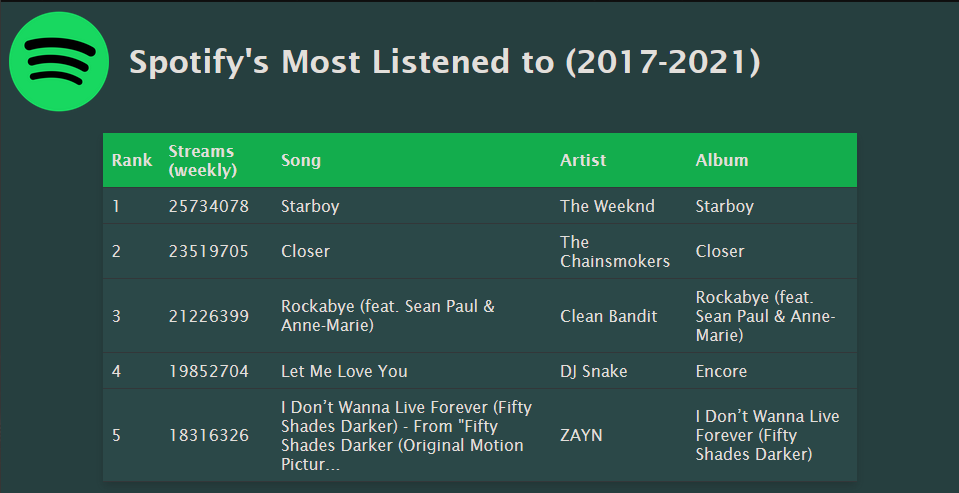 Spotify's Most Listened to (2017-2021)
Rank Streams (weekly) Song Artist Album
1 25734078 Starboy The Weeknd Starboy
2 23519705 Closer The Chainsmokers Closer
3 21226399 Rockabye (feat. Sean Paul & Anne-Marie) Clean Bandit Rockabye (feat. Sean Paul & Anne-Marie)
4 19852704 Let Me Love You DJ Snake Encore
5 18316326 I Don’t Wanna Live Forever (Fifty Shades Darker) - From "Fifty Shades Darker (Original Motion Pictur... ZAYN I Don’t Wanna Live Forever (Fifty Shades Darker)